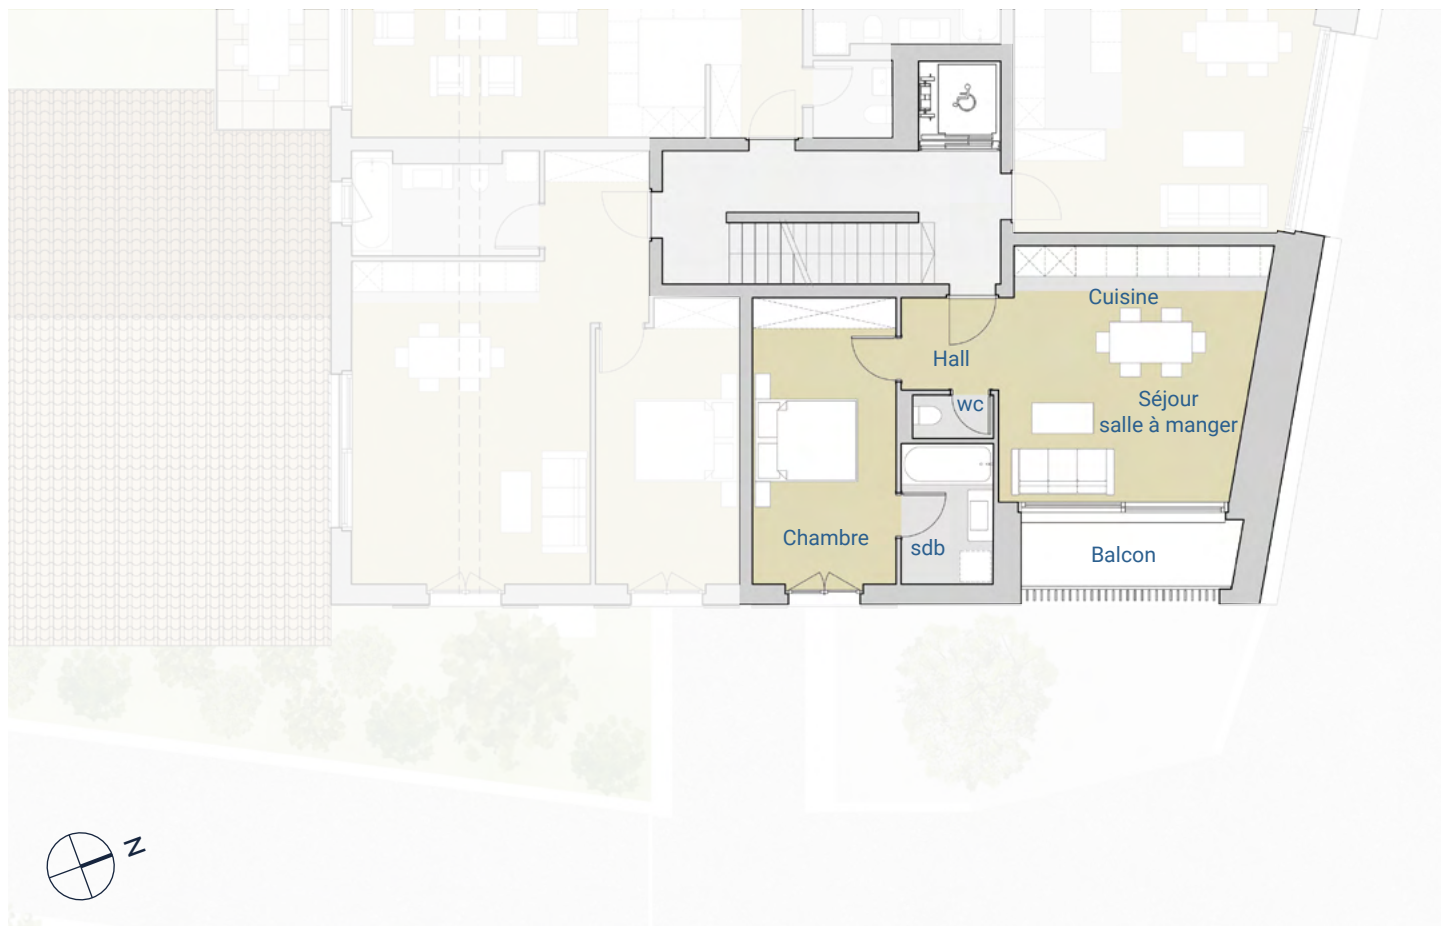 Cuisine
Hall
wc
Séjour
salle à manger
Chambre
sdb
Balcon
N